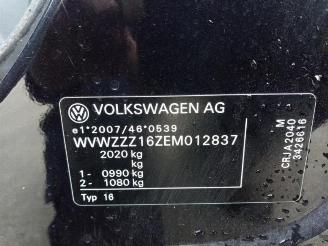 VOLKSWAGEN AG
e1*2007/46*0539
WVWZZZ16ZEM012837
2020 kg
kg
1- 0990 kg
2- 1080 kg
Typ 16
M
CRJA2040
3426616